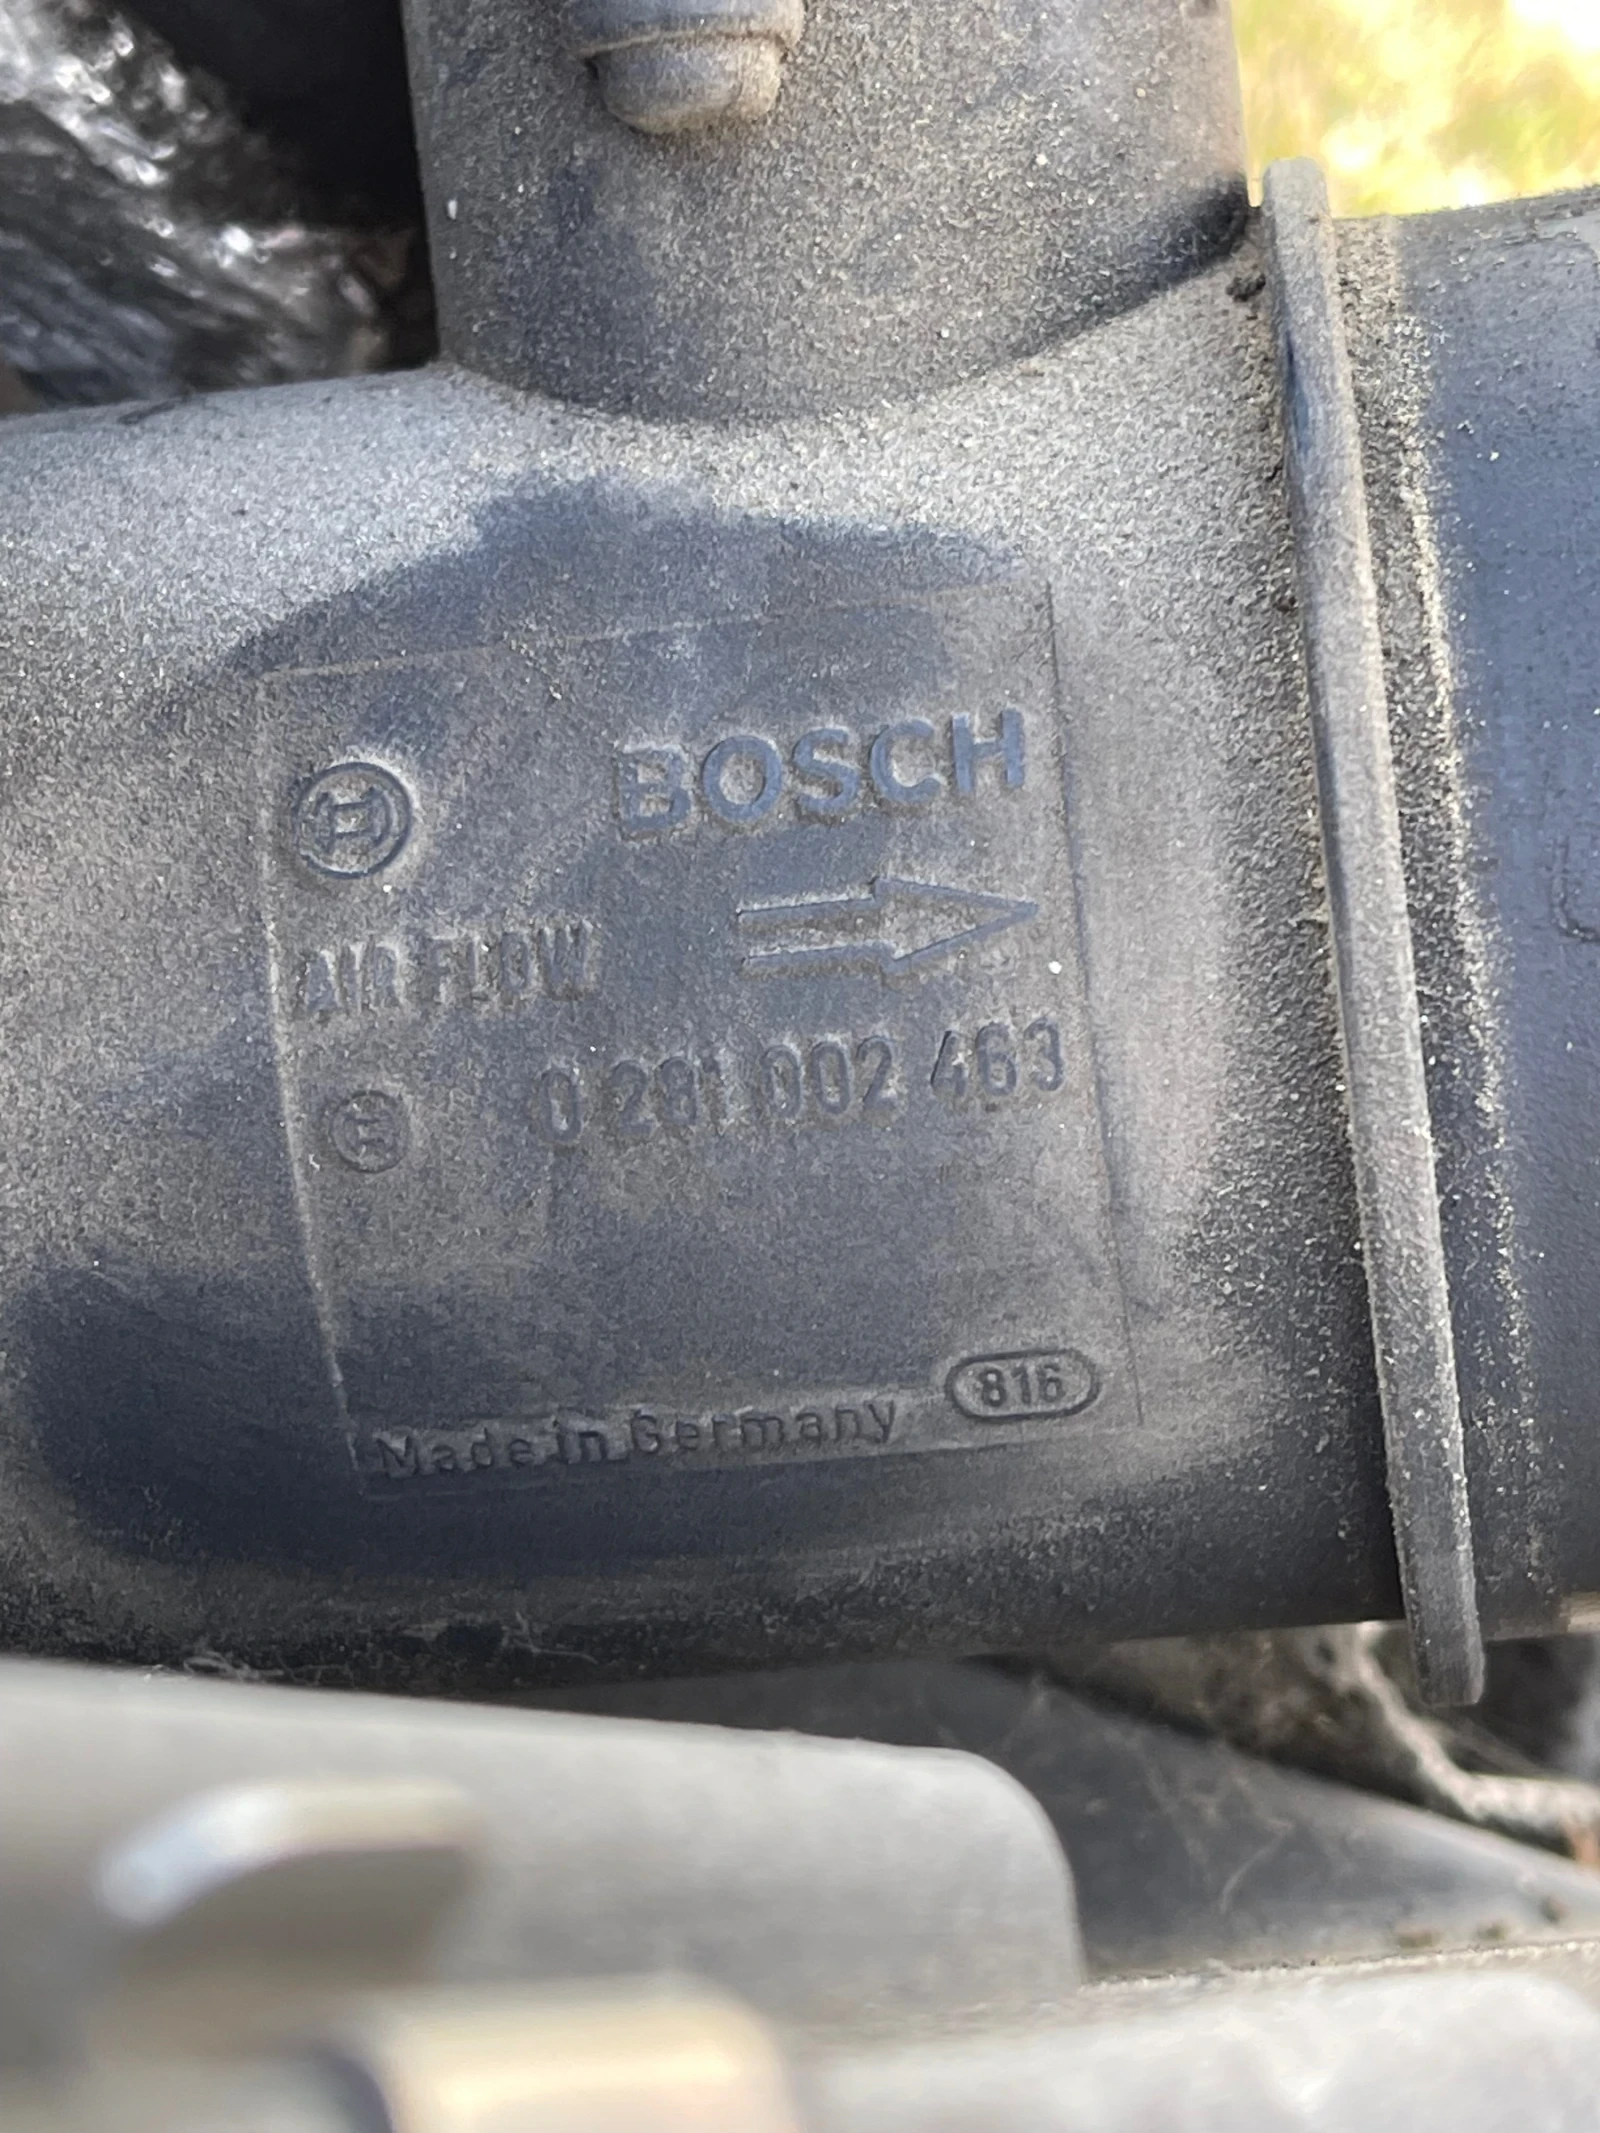 BOSCH
AIR FLOW
0 281 002 463
Made in Germany 816